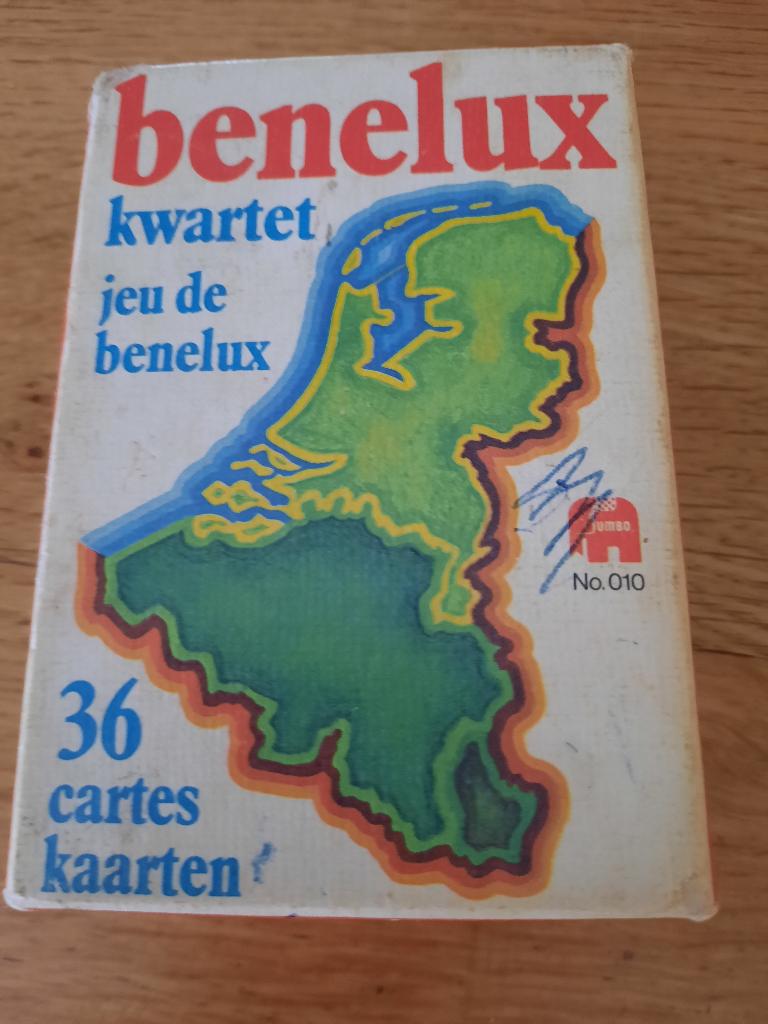 benelux
kwartet
jeu de
benelux
JUMBO
No. 010
36
cartes
kaarten